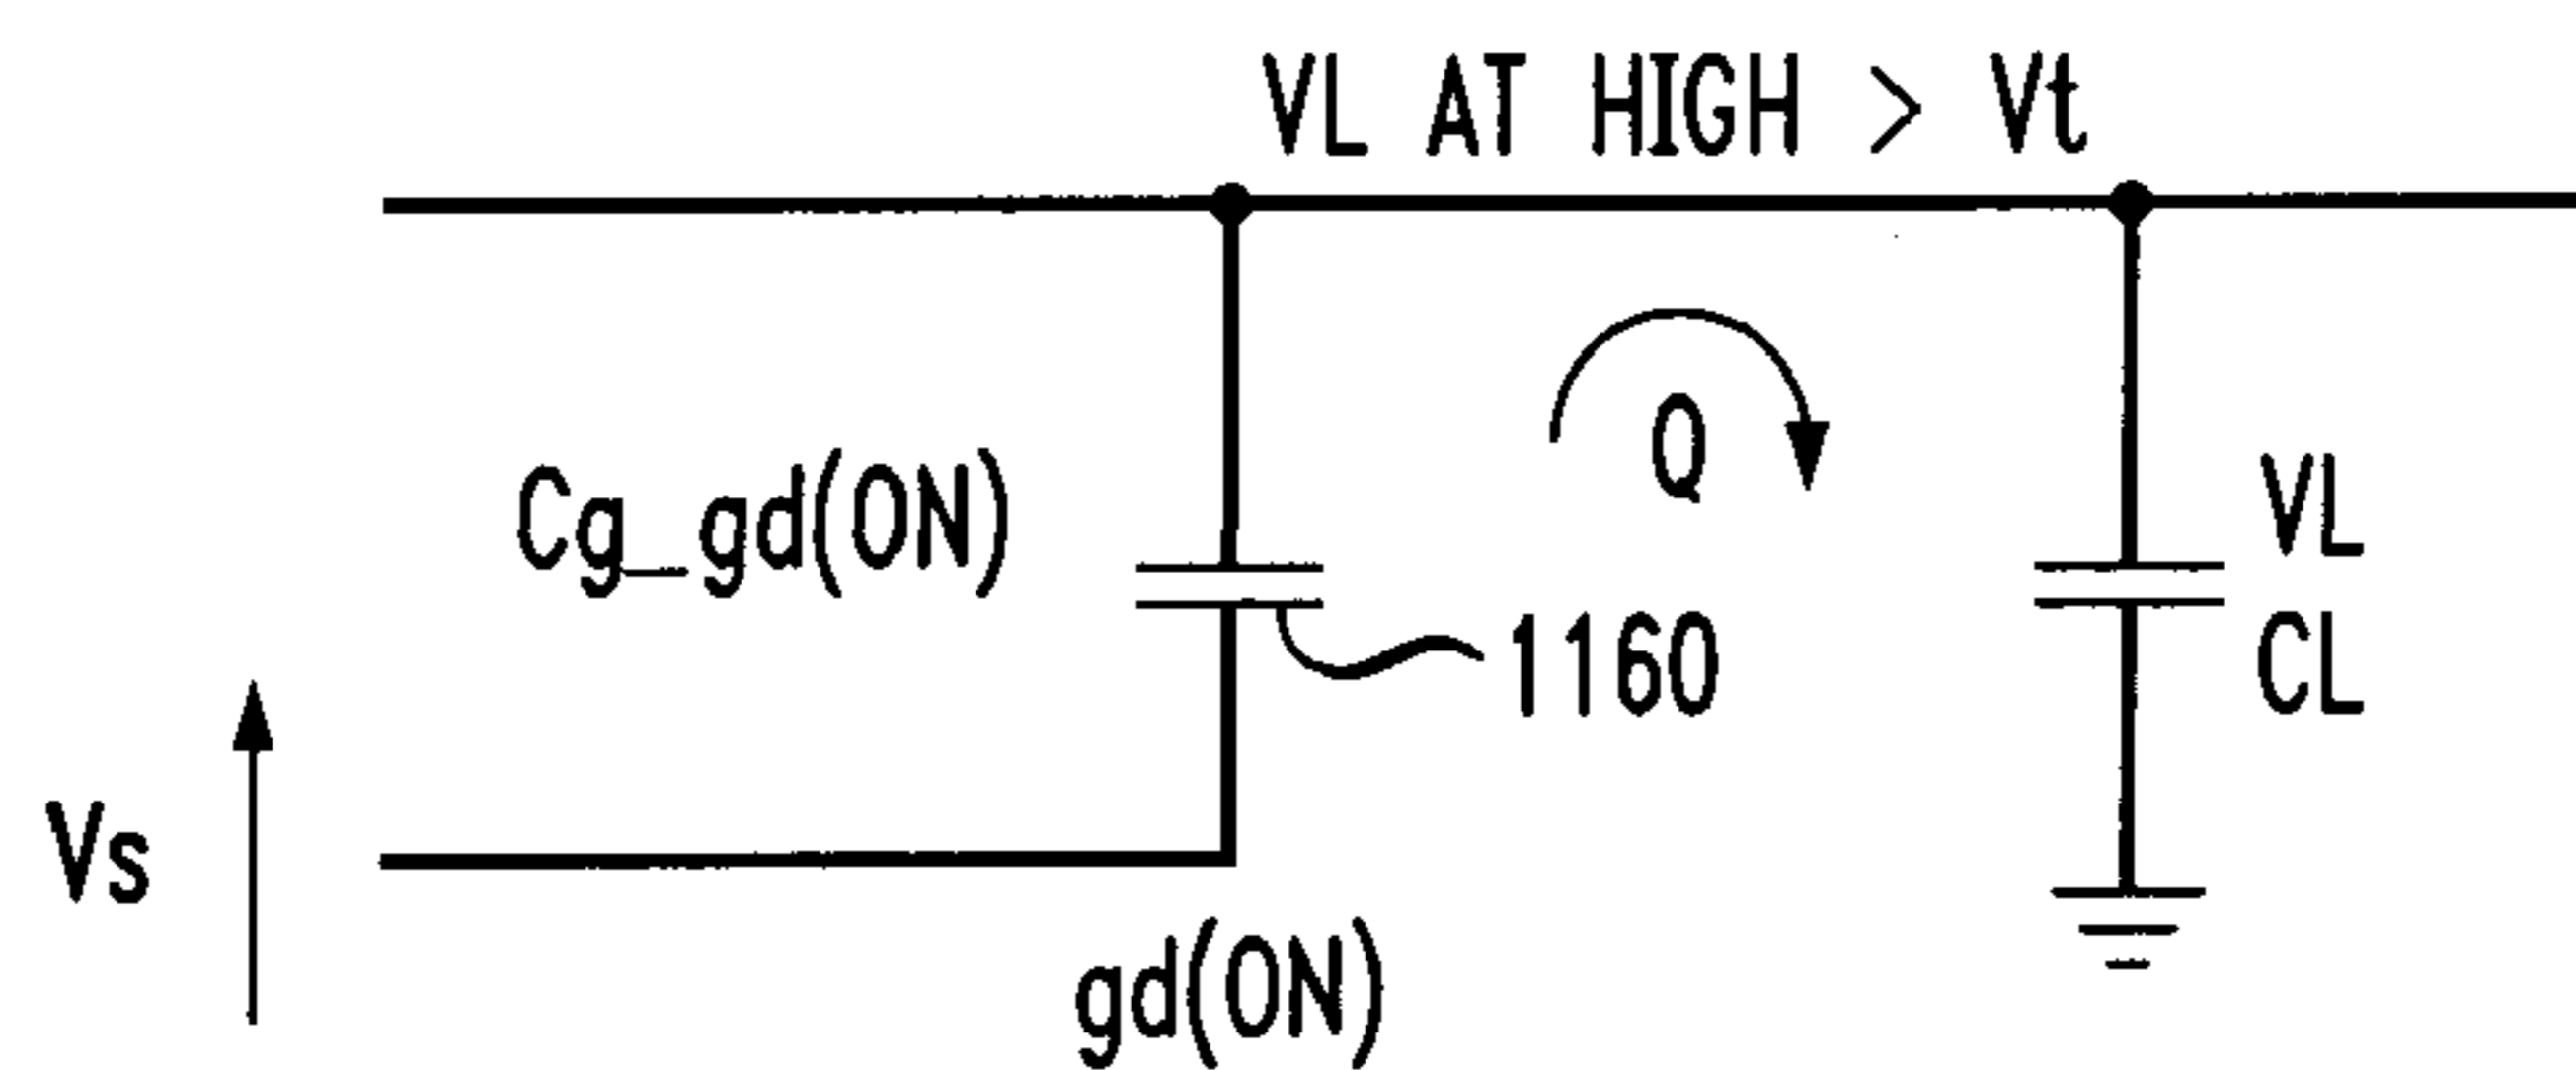 VL AT HIGH > Vt
Cg_gd(ON)
Q
VL
1160
CL
Vs
gd(ON)